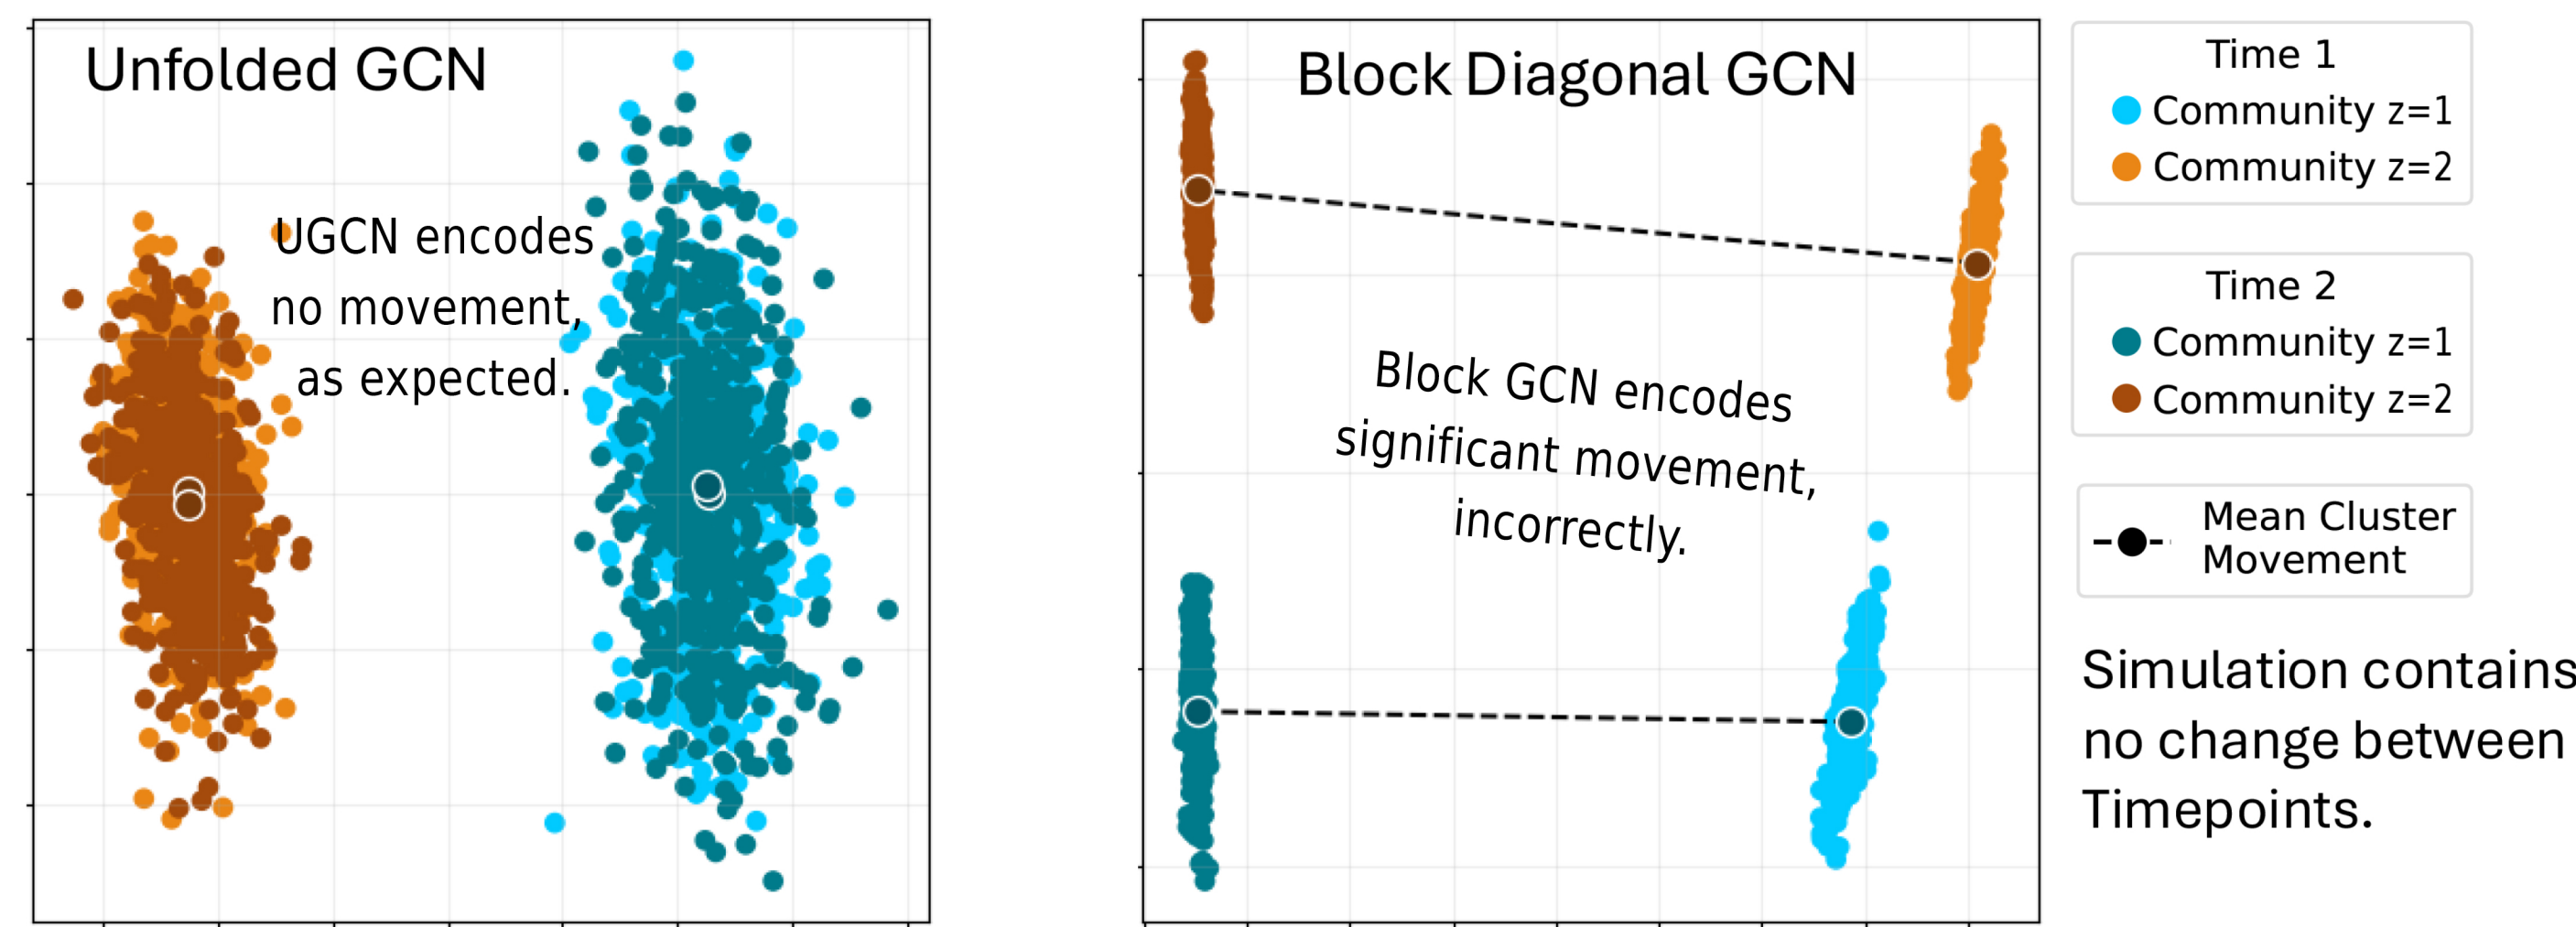 Unfolded GCN
UGCN encodes
no movement,
as expected.
Block Diagonal GCN
Block GCN encodes
significant movement,
incorrectly.
Time 1
Community z=1
Community z=2
Time 2
Community z=1
Community z=2
Mean Cluster
Movement
Simulation contains
no change between
Timepoints.